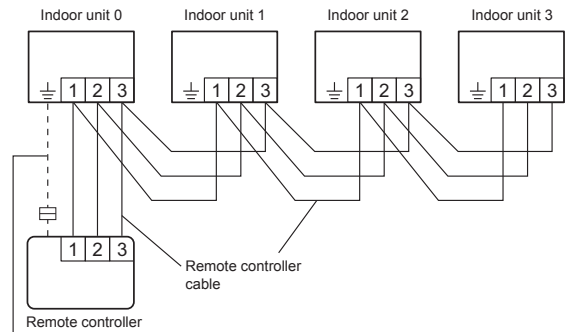 Indoor unit 0 Indoor unit 1 Indoor unit 2 Indoor unit 3
1 2 3 1 2 3 1 2 3 1 2 3
1 2 3
Remote controller
cable
Remote controller